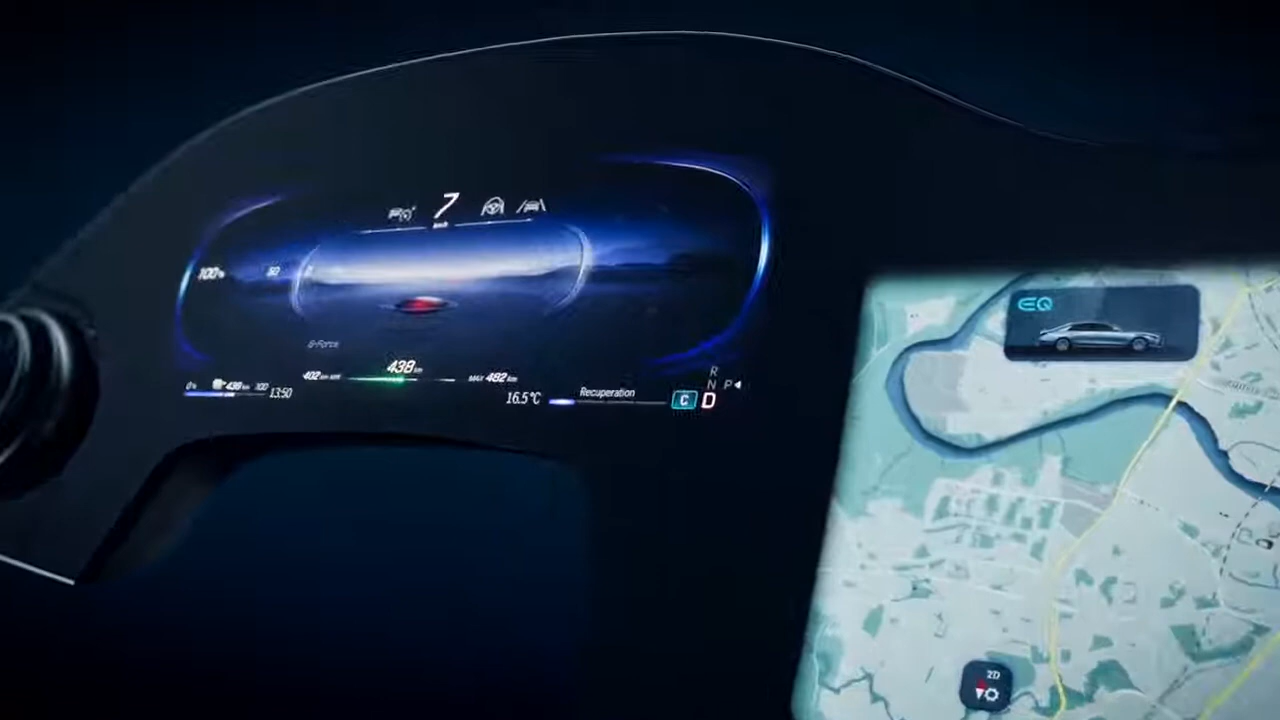 7
km/h
100%
50
G-Force
438 km
402 km MIN
MAX 482 km
0%
438 km
100
13:50
16.5°C
Recuperation
R
N P
C D
EQ
2D